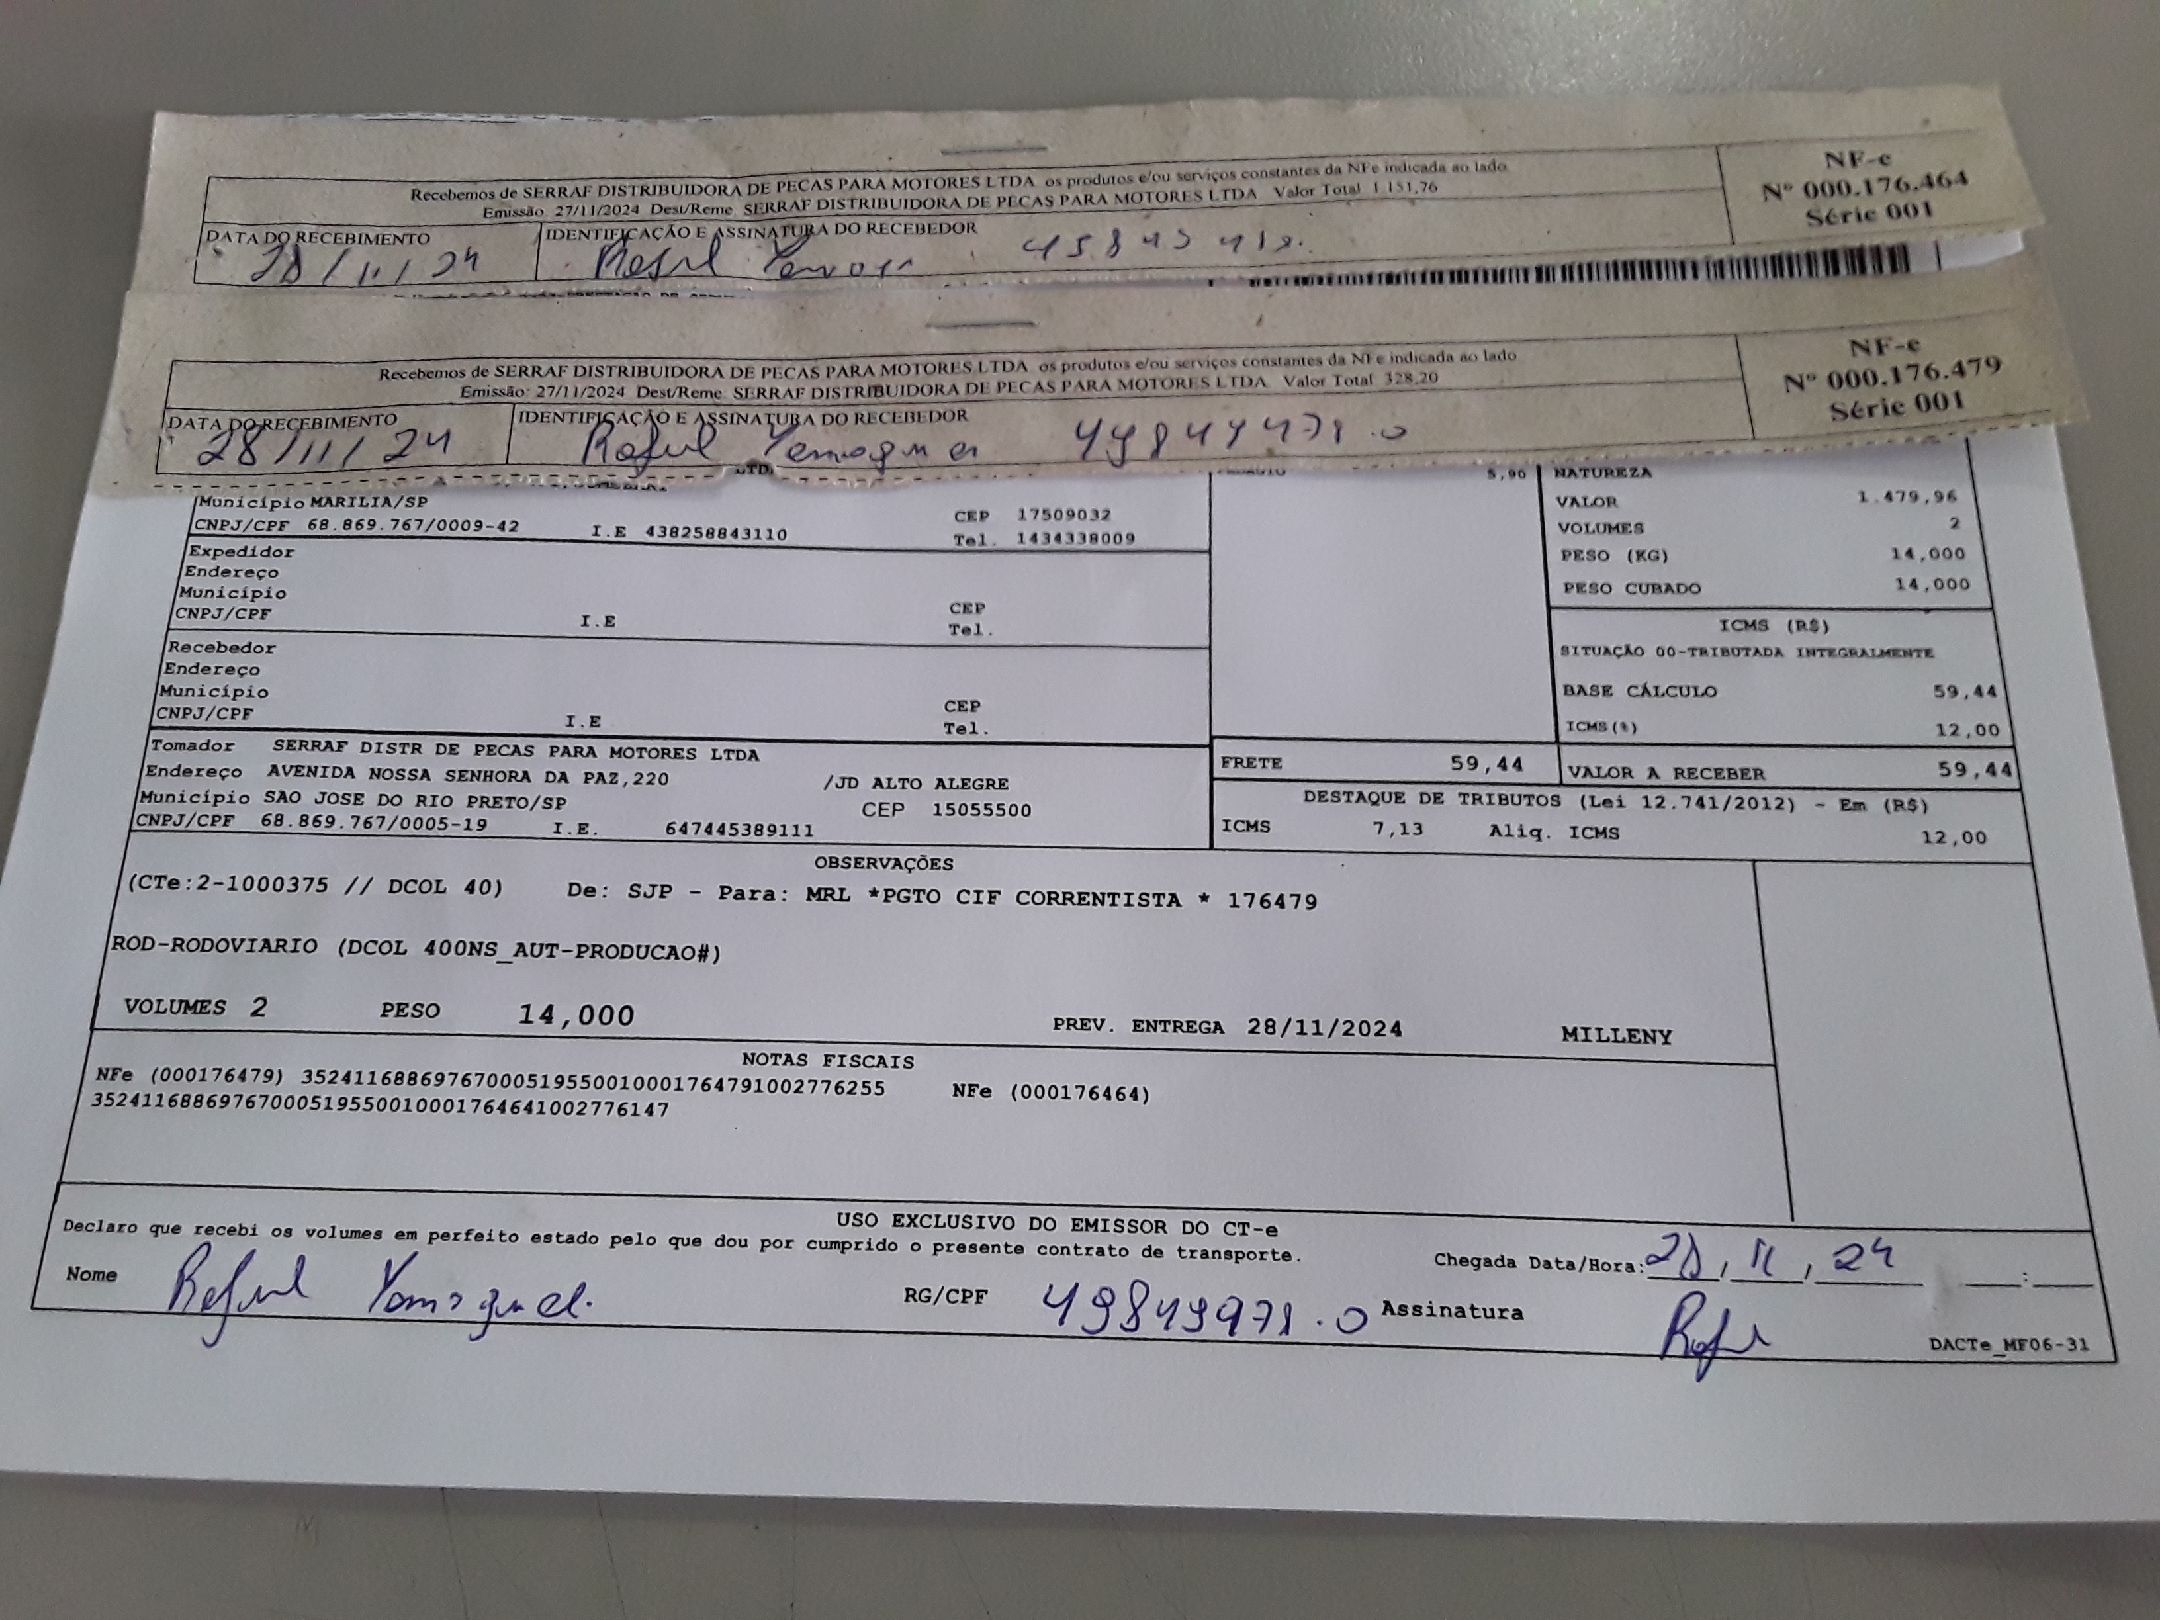 Recebemos de SERRAF DISTRIBUIDORA DE PECAS PARA MOTORES LTDA os produtos e/ou serviços constantes da NFe indicada ao lado
Emissão 27/11/2024 Dest/Reme SERRAF DISTRIBUIDORA DE PECAS PARA MOTORES LTDA Valor Total 1.151,76
NF-e
Nº 000.176.464
Série 001
DATA DO RECEBIMENTO
28/11/24
IDENTIFICAÇÃO E ASSINATURA DO RECEBEDOR
Recebemos de SERRAF DISTRIBUIDORA DE PECAS PARA MOTORES LTDA os produtos e/ou serviços constantes da NFe indicada ao lado
Emissão: 27/11/2024 Dest/Reme SERRAF DISTRIBUIDORA DE PECAS PARA MOTORES LTDA Valor Total 328,20
NF-e
Nº 000.176.479
Série 001
DATA DO RECEBIMENTO
28/11/24
IDENTIFICAÇÃO E ASSINATURA DO RECEBEDOR
LTDA
5,90
Município MARILIA/SP
CNPJ/CPF 68.869.767/0009-42 I.E 438258843110
CEP 17509032
Tel. 1434338009
NATUREZA
VALOR 1.479,96
VOLUMES 2
PESO (KG) 14,000
PESO CUBADO 14,000
Expedidor
Endereço
Município
CNPJ/CPF I.E
CEP
Tel.
Recebedor
Endereço
Município
CNPJ/CPF I.E
CEP
Tel.
ICMS (R$)
SITUAÇÃO 00-TRIBUTADA INTEGRALMENTE
BASE CÁLCULO 59,44
ICMS(%) 12,00
Tomador SERRAF DISTR DE PECAS PARA MOTORES LTDA
Endereço AVENIDA NOSSA SENHORA DA PAZ,220 /JD ALTO ALEGRE
Município SAO JOSE DO RIO PRETO/SP CEP 15055500
CNPJ/CPF 68.869.767/0005-19 I.E. 647445389111
FRETE 59,44 VALOR A RECEBER 59,44
DESTAQUE DE TRIBUTOS (Lei 12.741/2012) - Em (R$)
ICMS 7,13 Aliq. ICMS 12,00
OBSERVAÇÕES
(CTe:2-1000375 // DCOL 40) De: SJP - Para: MRL *PGTO CIF CORRENTISTA * 176479
ROD-RODOVIARIO (DCOL 400NS_AUT-PRODUCAO#)
VOLUMES 2 PESO 14,000 PREV. ENTREGA 28/11/2024 MILLENY
NOTAS FISCAIS
NFe (000176479) 35241168869767000519550010001764791002776255 NFe (000176464)
35241168869767000519550010001764641002776147
USO EXCLUSIVO DO EMISSOR DO CT-e
Declaro que recebi os volumes em perfeito estado pelo que dou por cumprido o presente contrato de transporte.
Chegada Data/Hora: 28, 11, 24 :
Nome
RG/CPF 49849978.0 Assinatura
DACTe_MF06-31